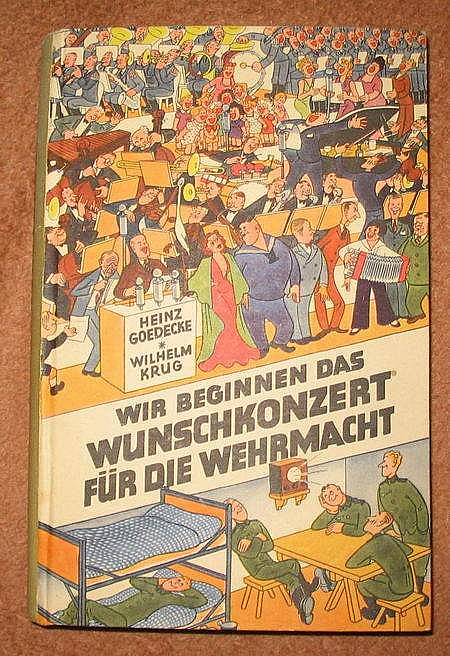 HEINZ
GOEDECKE
*
WILHELM
KRUG
WIR BEGINNEN DAS
WUNSCHKONZERT
FÜR DIE WEHRMACHT